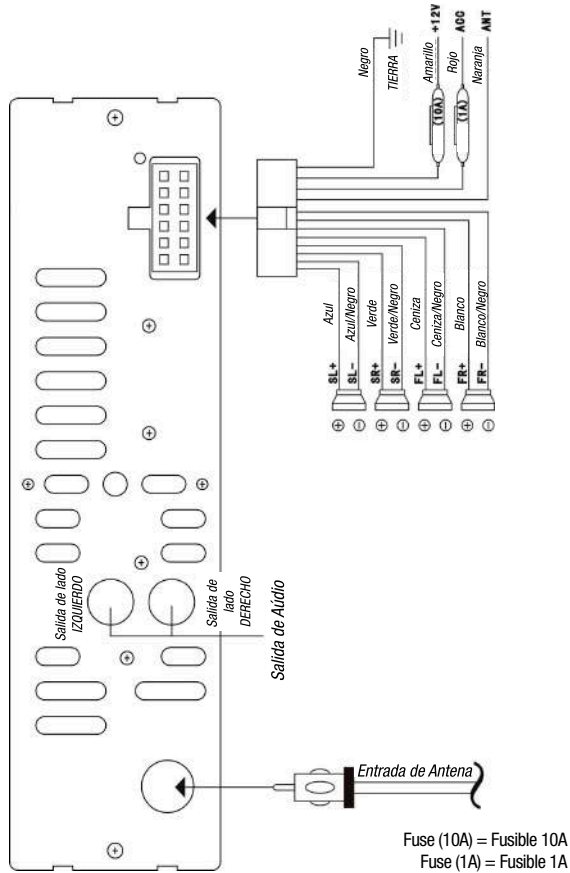 Negro
TIERRA
Amarillo
(10A)
+12V
Rojo
(1A)
ACC
Naranja
ANT
Azul
SL+
Azul/Negro
SL-
Verde
SR+
Verde/Negro
SR-
Ceniza
FL+
Ceniza/Negro
FL-
Blanco
FR+
Blanco/Negro
FR-
Salida de lado
IZQUIERDO
Salida de
lado
DERECHO
Salida de Aúdio
Entrada de Antena
Fuse (10A) = Fusible 10A
Fuse (1A) = Fusible 1A